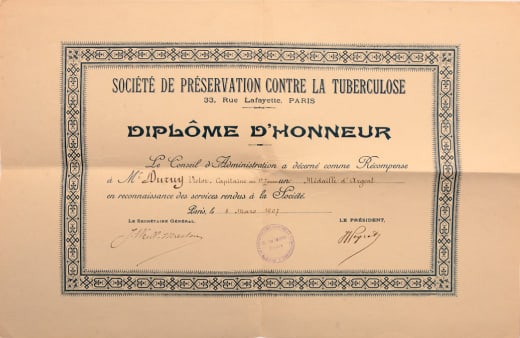 SOCIÉTÉ DE PRÉSERVATION CONTRE LA TUBERCULOSE
33, Rue Lafayette, PARIS
DIPLÔME D'HONNEUR
Le Conseil d'Administration a décerné comme Récompense
à Mr Duruy Victor, Capitaine au un Médaille d'Argent
en reconnaissance des services rendus à la Société.
Paris, le Mars 1907
LE SECRÉTAIRE GÉNÉRAL, LE PRÉSIDENT,